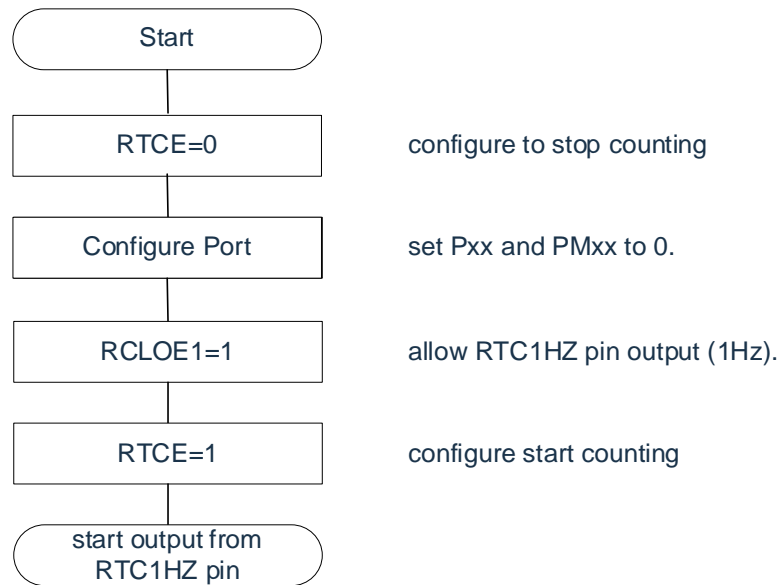 Start
RTCE=0 configure to stop counting
Configure Port set Pxx and PMxx to 0.
RCLOE1=1 allow RTC1HZ pin output (1Hz).
RTCE=1 configure start counting
start output from
RTC1HZ pin